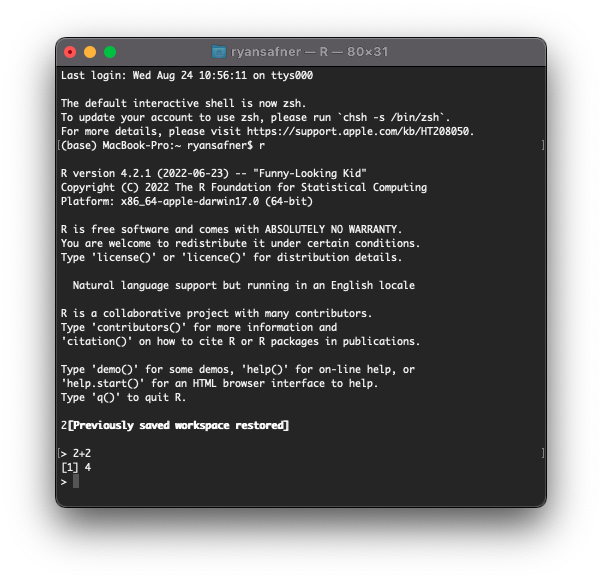 ryansafner — R — 80×31
Last login: Wed Aug 24 10:56:11 on ttys000
The default interactive shell is now zsh.
To update your account to use zsh, please run `chsh -s /bin/zsh`.
For more details, please visit https://support.apple.com/kb/HT208050.
[(base) MacBook-Pro:~ ryansafner$ r ]
R version 4.2.1 (2022-06-23) -- "Funny-Looking Kid"
Copyright (C) 2022 The R Foundation for Statistical Computing
Platform: x86_64-apple-darwin17.0 (64-bit)
R is free software and comes with ABSOLUTELY NO WARRANTY.
You are welcome to redistribute it under certain conditions.
Type 'license()' or 'licence()' for distribution details.
Natural language support but running in an English locale
R is a collaborative project with many contributors.
Type 'contributors()' for more information and
'citation()' on how to cite R or R packages in publications.
Type 'demo()' for some demos, 'help()' for on-line help, or
'help.start()' for an HTML browser interface to help.
Type 'q()' to quit R.
2[Previously saved workspace restored]
[> 2+2 ]
[1] 4
>